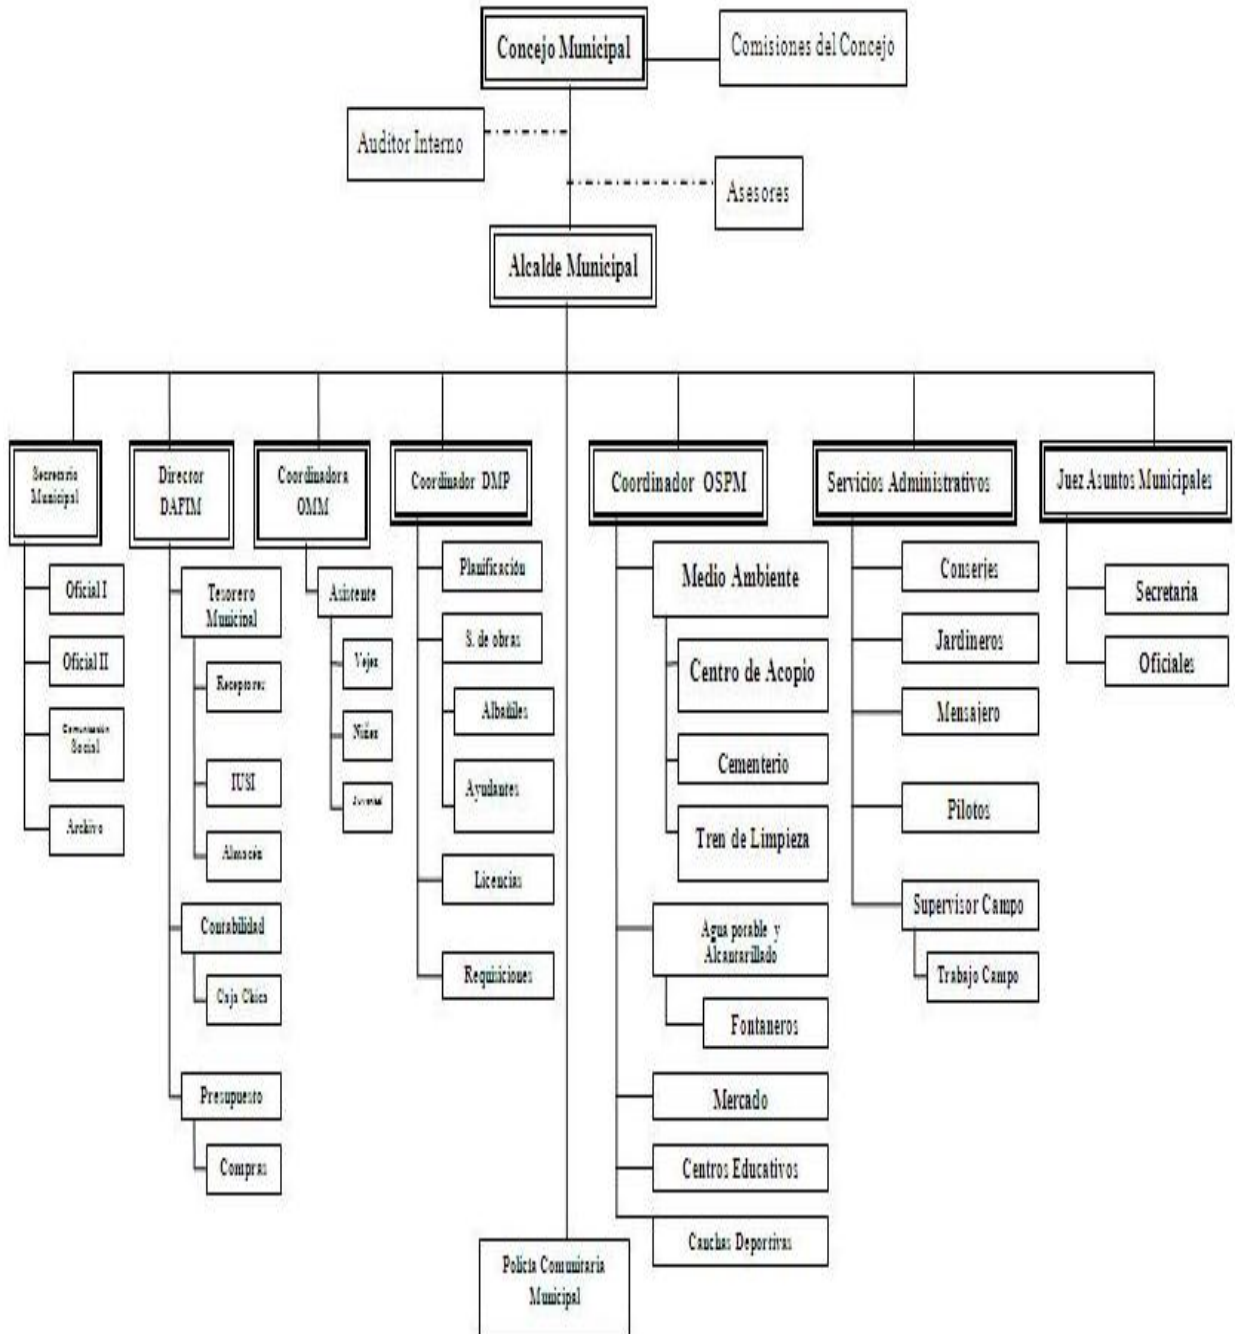 Concejo Municipal
Comisiones del Concejo
Auditor Interno
Asesores
Alcalde Municipal
Secretario
Municipal
Oficial I
Oficial II
Comunicación
Social
Archivo
Director
DAFIM
Tesorero
Municipal
Receptores
IUSI
Almacén
Contabilidad
Caja Chica
Presupuesto
Compras
Coordinadora
OMM
Asistente
Vejez
Niñez
Juventud
Coordinador DMP
Planificación
S. de obras
Albañiles
Ayudantes
Licencias
Requisiciones
Coordinador OSPM
Medio Ambiente
Centro de Acopio
Cementerio
Tren de Limpieza
Agua potable y
Alcantarillado
Fontaneros
Mercado
Centros Educativos
Canchas Deportivas
Servicios Administrativos
Conserjes
Jardineros
Mensajero
Pilotos
Supervisor Campo
Trabajo Campo
Juez Asuntos Municipales
Secretaria
Oficiales
Policía Comunitaria
Municipal